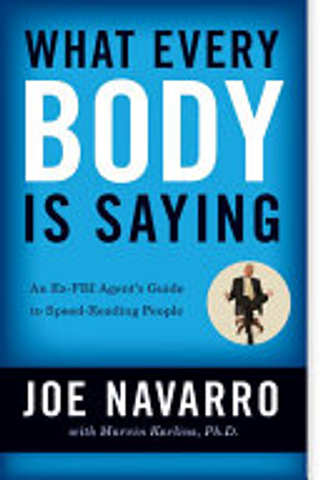 WHAT EVERY
BODY
IS SAYING
An Ex-FBI Agent's Guide
to Speed-Reading People
JOE NAVARRO
with Marvin Karlins, Ph.D.